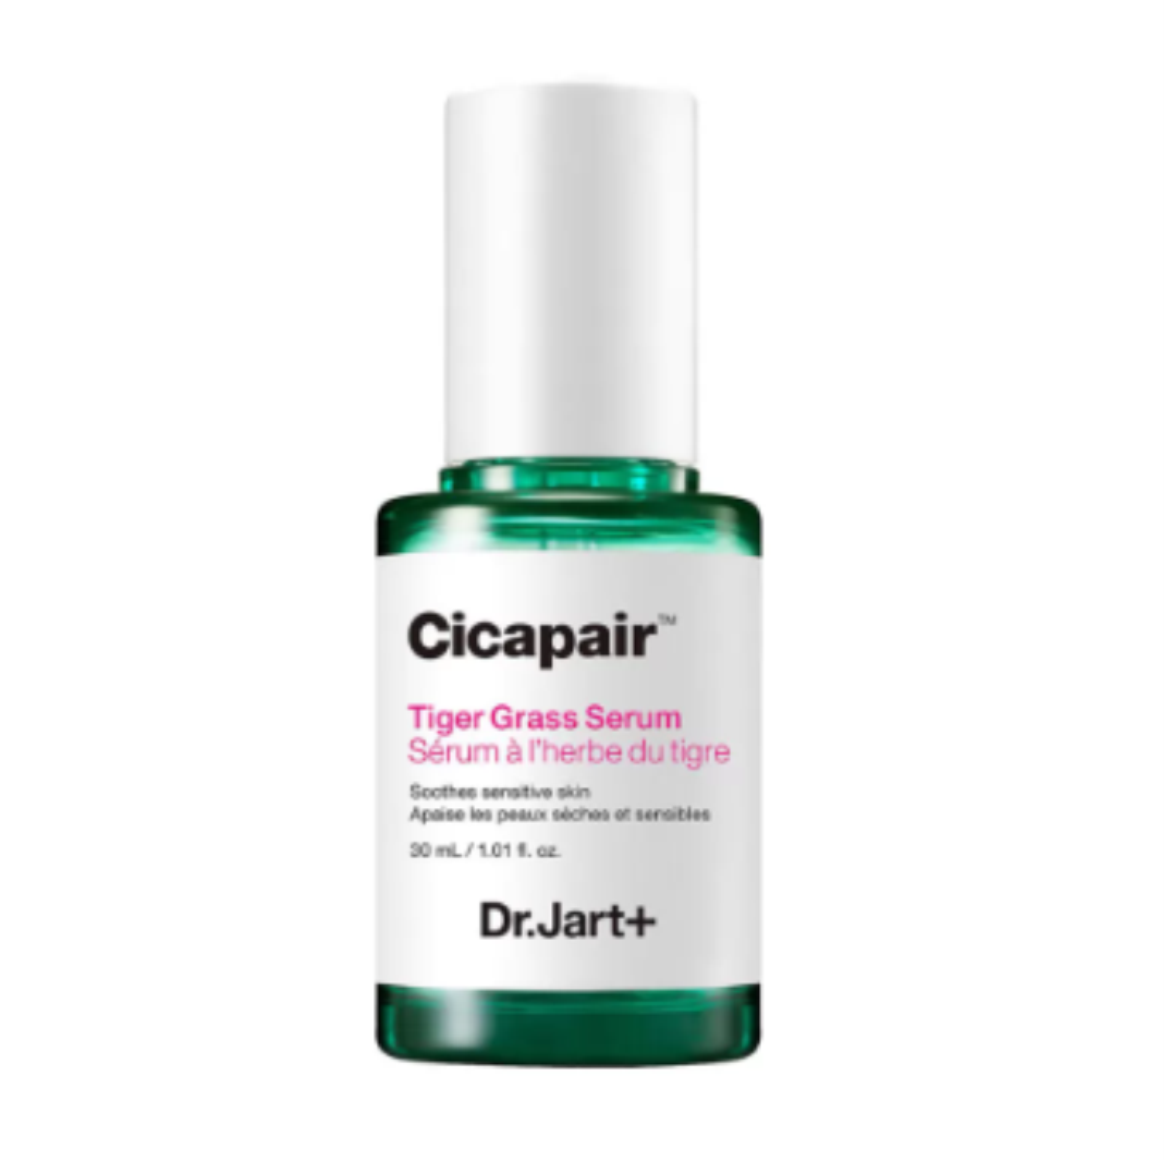 Cicapair™
Tiger Grass Serum
Sérum à l'herbe du tigre
Soothes sensitive skin
Apaise les peaux sèches et sensibles
30 mL / 1.01 fl. oz.
Dr.Jart+